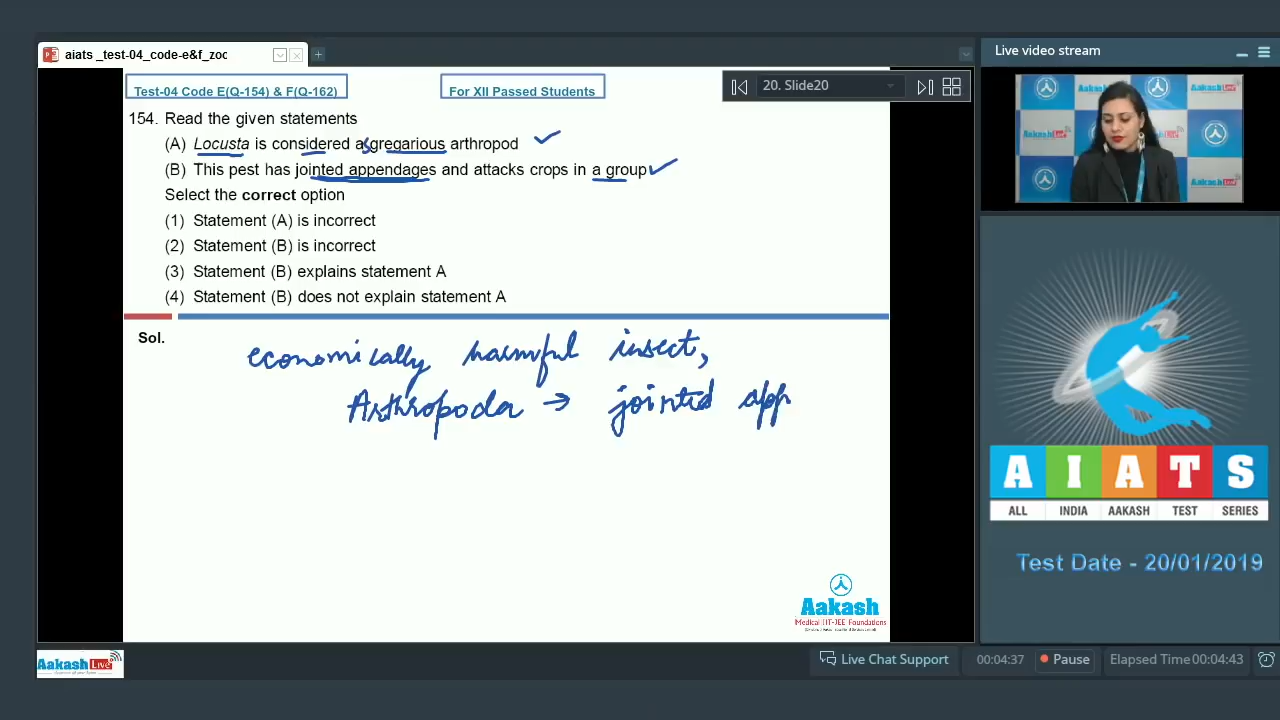 aiats _test-04_code-e&f_zoc
Live video stream
Test-04 Code E(Q-154) & F(Q-162)
For XII Passed Students
20. Slide20
154. Read the given statements
(A) Locusta is considered as gregarious arthropod
(B) This pest has jointed appendages and attacks crops in a group
Select the correct option
(1) Statement (A) is incorrect
(2) Statement (B) is incorrect
(3) Statement (B) explains statement A
(4) Statement (B) does not explain statement A
Sol.
economically harmful insect,
Arthropoda → jointed app
Aakash
Medical|IIT-JEE|Foundations
A I A T S
ALL INDIA AAKASH TEST SERIES
Test Date - 20/01/2019
Aakash Live
Live Chat Support
00:04:37
Pause
Elapsed Time 00:04:43